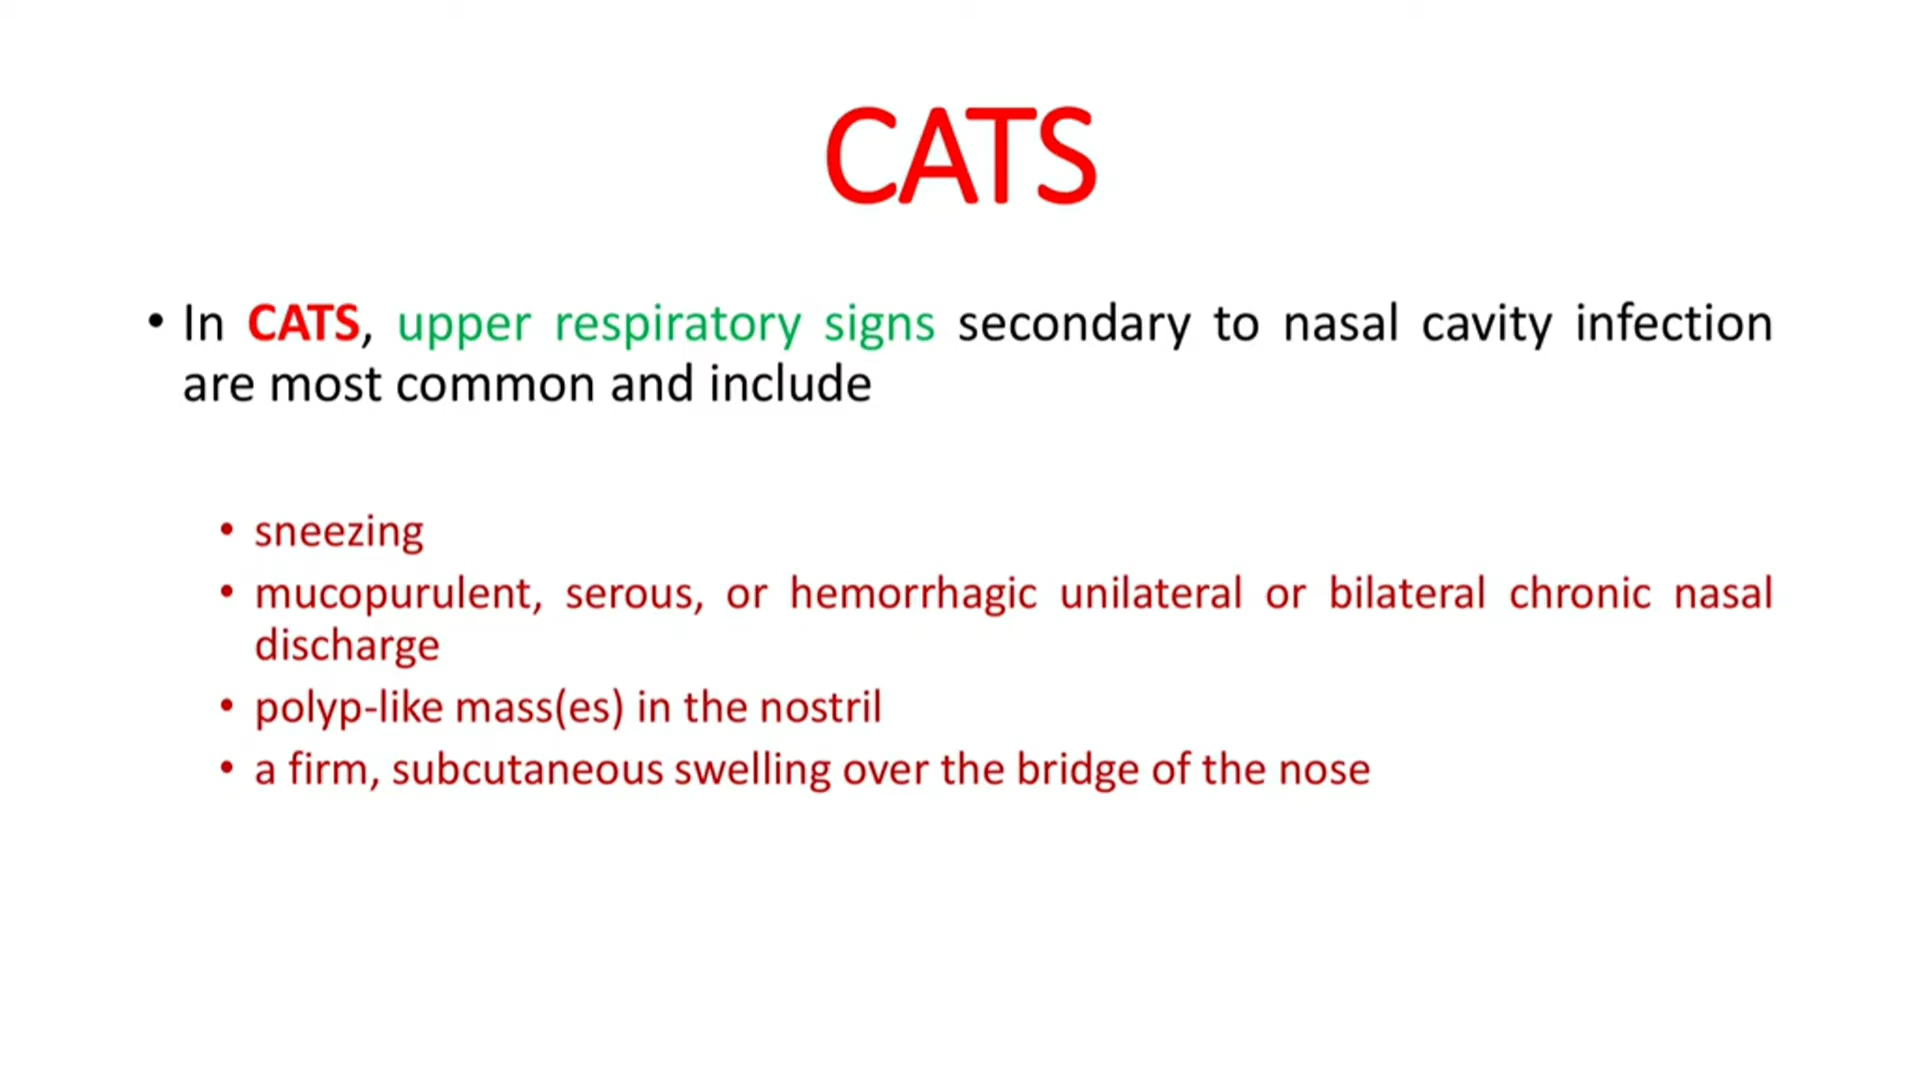 CATS
• In CATS, upper respiratory signs secondary to nasal cavity infection
are most common and include
• sneezing
• mucopurulent, serous, or hemorrhagic unilateral or bilateral chronic nasal
discharge
• polyp-like mass(es) in the nostril
• a firm, subcutaneous swelling over the bridge of the nose